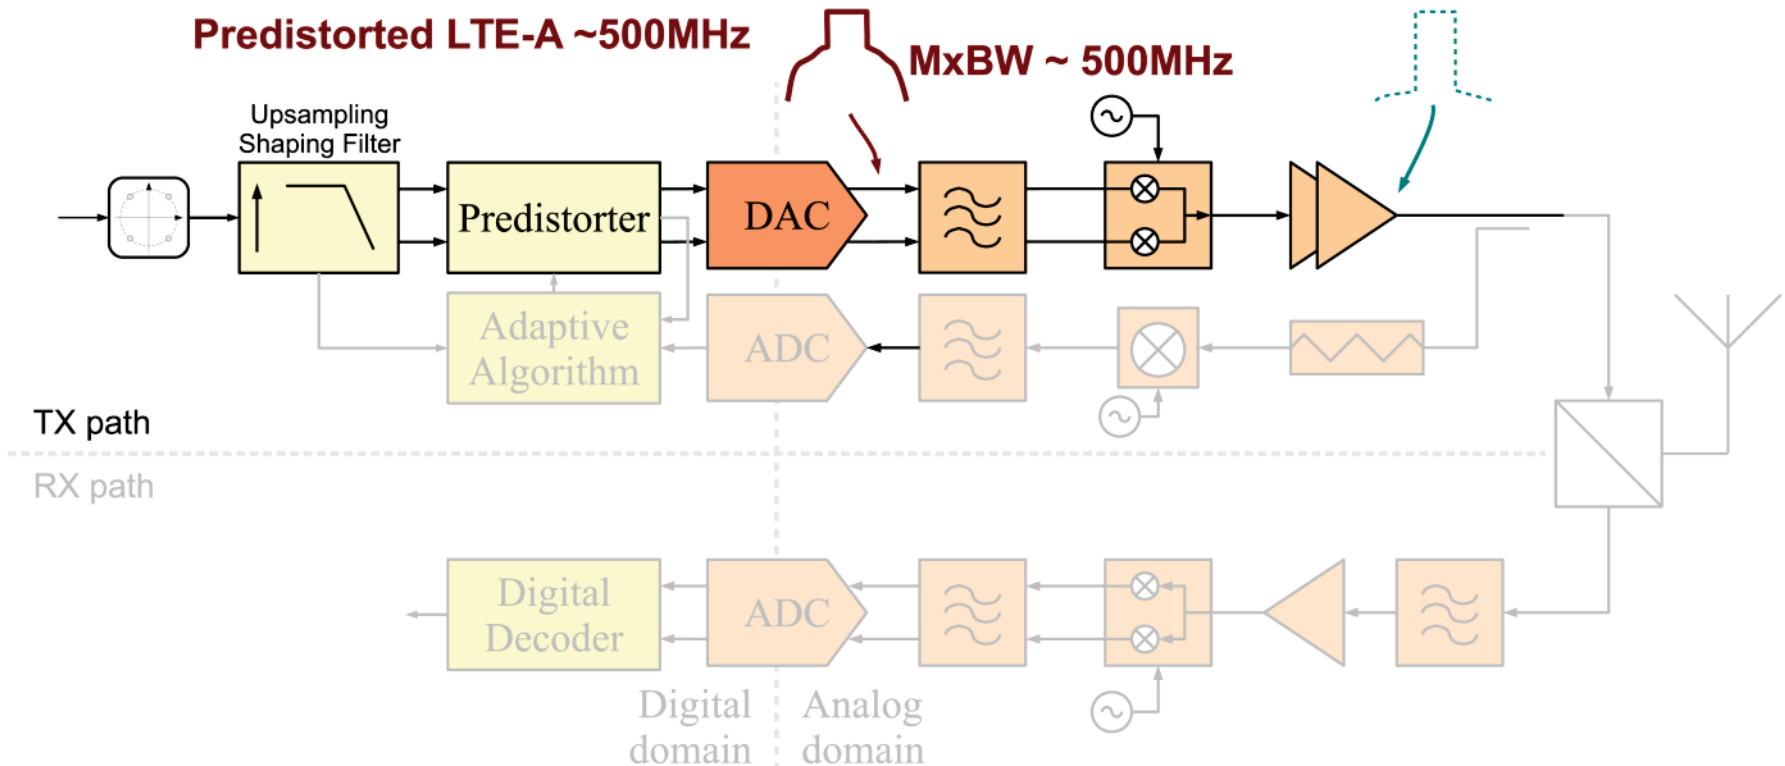 Predistorted LTE-A ~500MHz
MxBW ~ 500MHz
Upsampling
Shaping Filter
Predistorter
DAC
Adaptive
Algorithm
ADC
TX path
RX path
Digital
Decoder
ADC
Digital
domain
Analog
domain